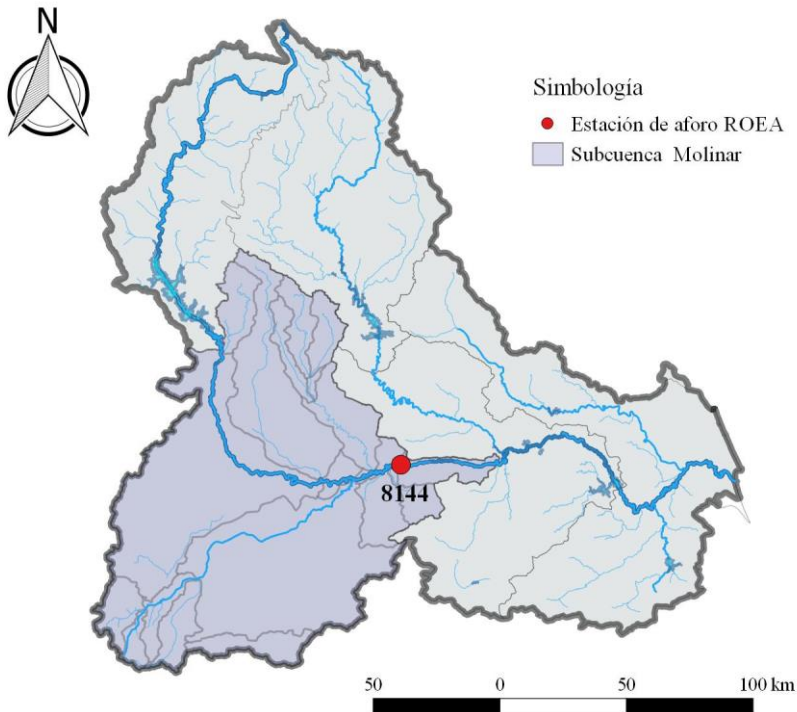 N
Simbología
Estación de aforo ROEA
Subcuenca Molinar
8144
50 0 50 100 km